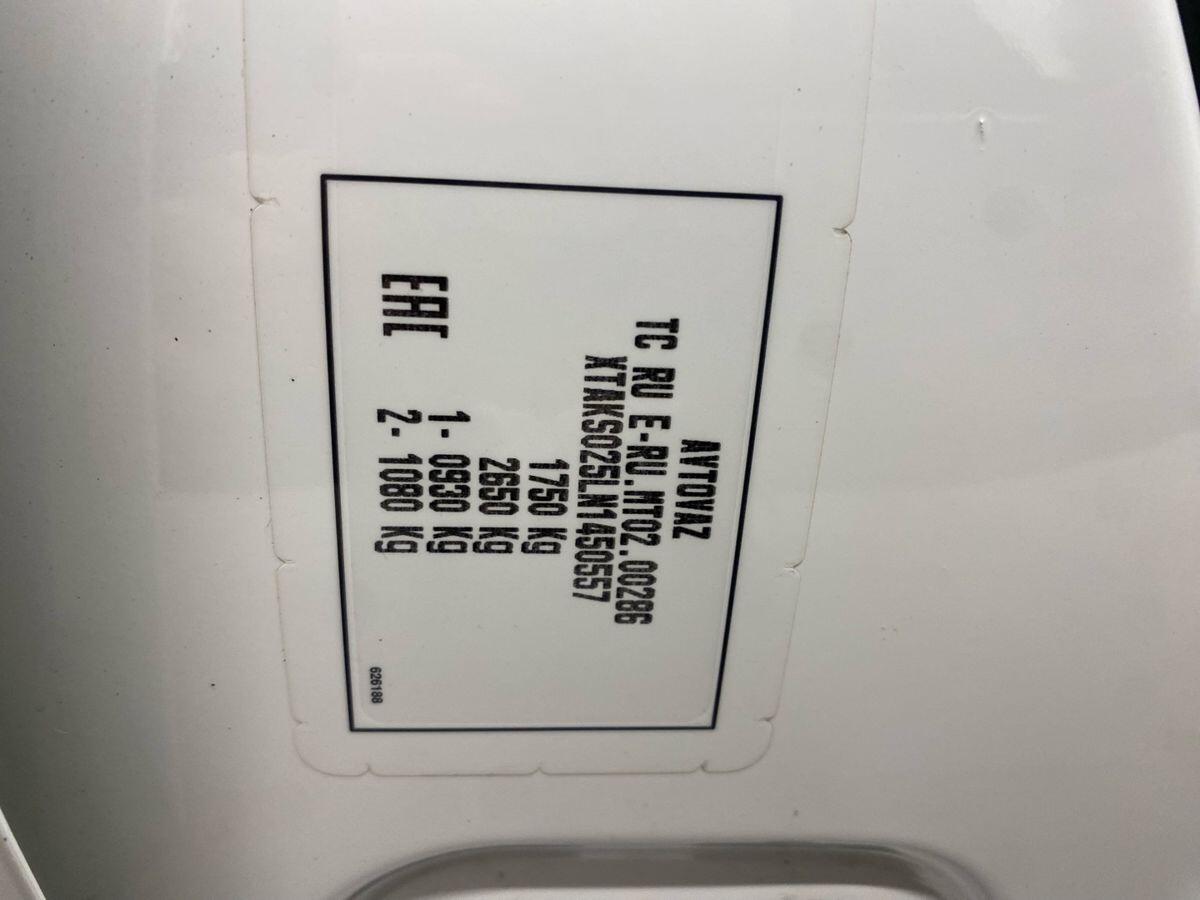 AVTOVAZ
TC RU E-RU.MT02.00286
XTAKS025LN1450557
1750 kg
2650 kg
EAC
1- 0930 kg
2- 1080 kg
626188